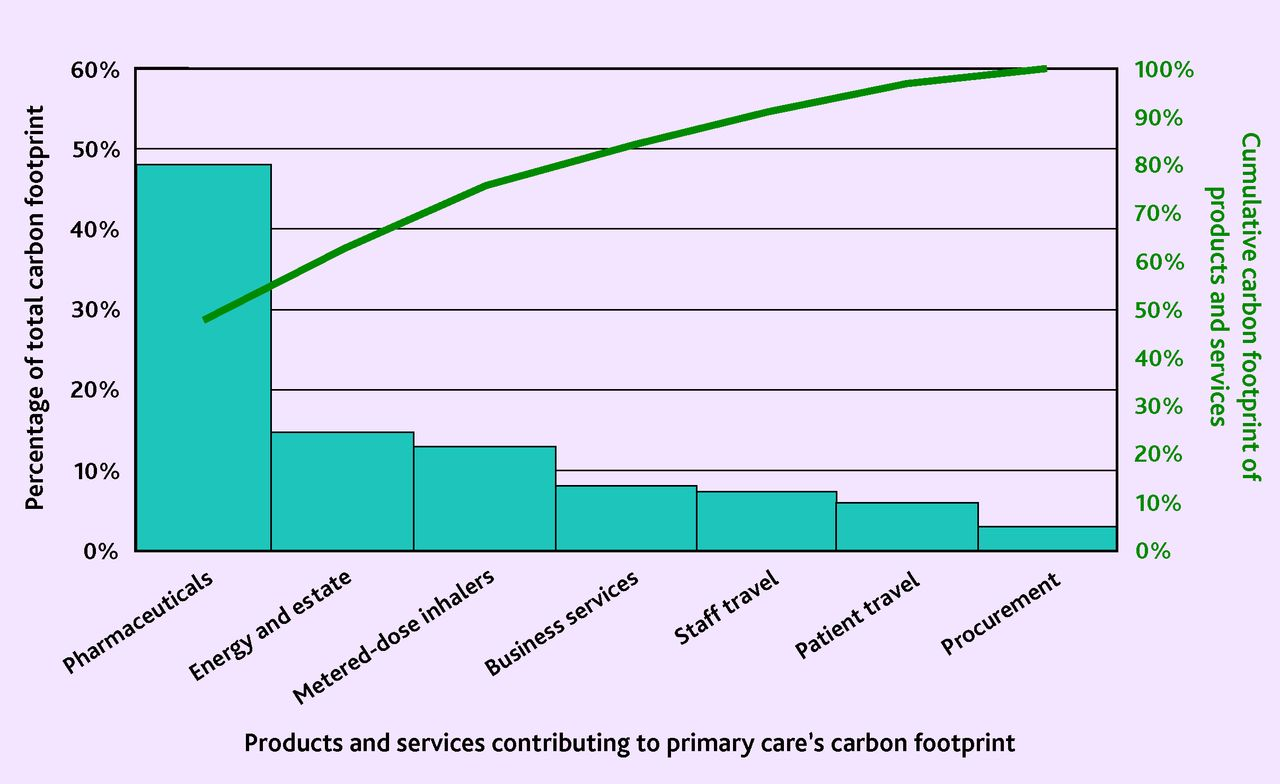 60%
50%
40%
30%
20%
10%
0%
Percentage of total carbon footprint
100%
90%
80%
70%
60%
50%
40%
30%
20%
10%
0%
Cumulative carbon footprint of
products and services
Pharmaceuticals
Energy and estate
Metered-dose inhalers
Business services
Staff travel
Patient travel
Procurement
Products and services contributing to primary care's carbon footprint